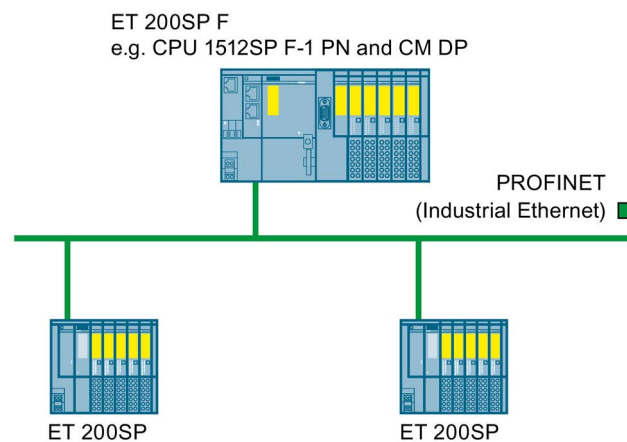 ET 200SP F
e.g. CPU 1512SP F-1 PN and CM DP
PROFINET
(Industrial Ethernet)
ET 200SP
ET 200SP